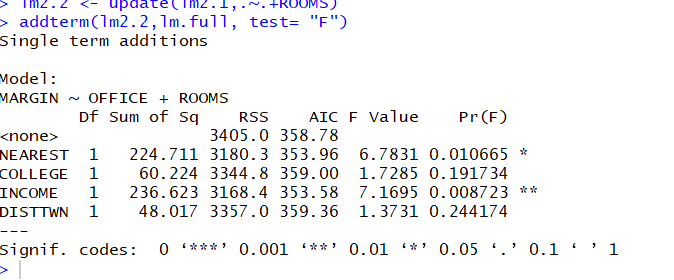 > lm2.2 <- update(lm2.1,.~.+ROOMS)
> addterm(lm2.2,lm.full, test= "F")
Single term additions
Model:
MARGIN ~ OFFICE + ROOMS
Df Sum of Sq RSS AIC F Value Pr(F)
<none> 3405.0 358.78
NEAREST 1 224.711 3180.3 353.96 6.7831 0.010665 *
COLLEGE 1 60.224 3344.8 359.00 1.7285 0.191734
INCOME 1 236.623 3168.4 353.58 7.1695 0.008723 **
DISTTWN 1 48.017 3357.0 359.36 1.3731 0.244174
---
Signif. codes: 0 ‘***’ 0.001 ‘**’ 0.01 ‘*’ 0.05 ‘.’ 0.1 ‘ ’ 1
>